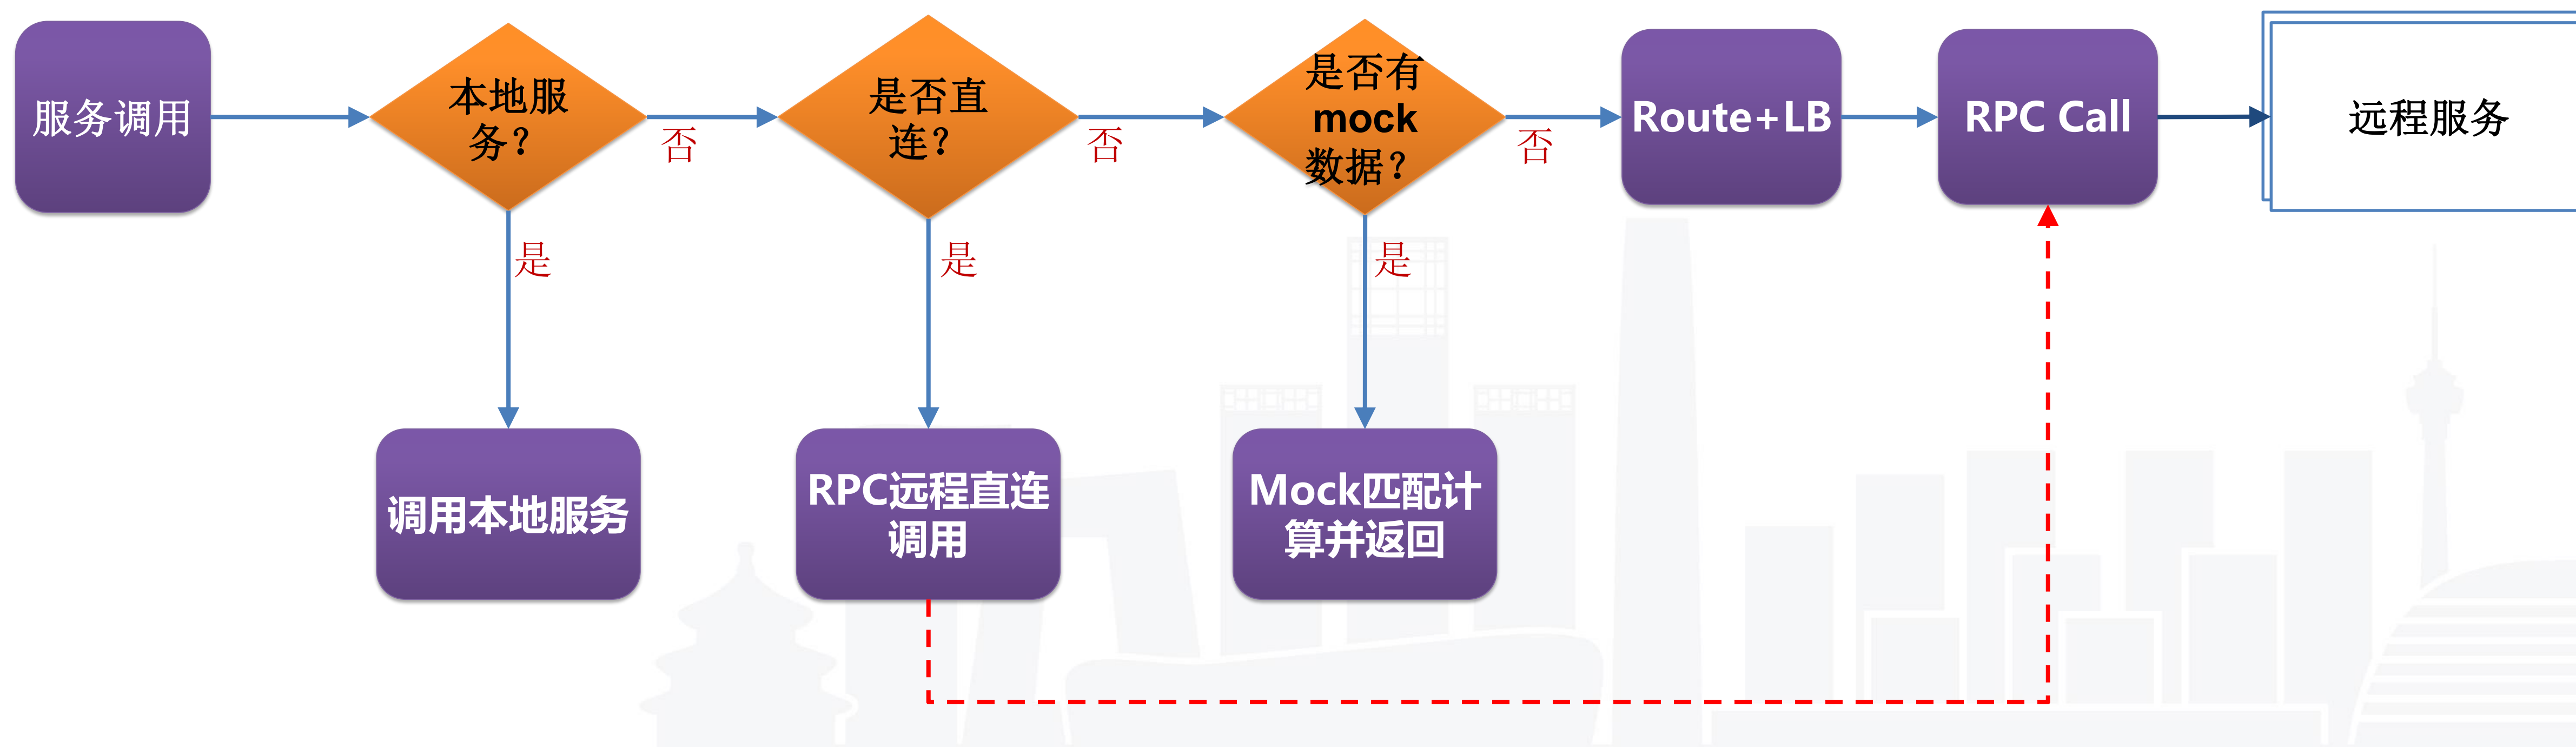 服务调用
本地服
务？
否
是否直
连？
否
是否有
mock
数据？
否
Route+LB
RPC Call
远程服务
是
是
是
调用本地服务
RPC远程直连
调用
Mock匹配计
算并返回